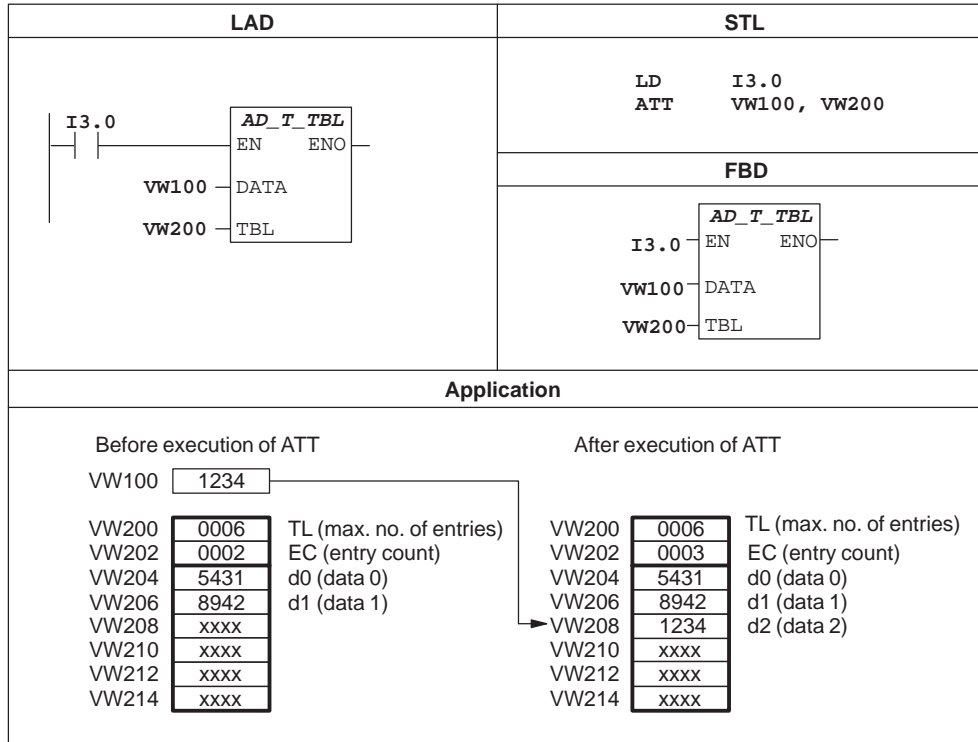 LAD
I3.0
AD_T_TBL
EN ENO
VW100 DATA
VW200 TBL
STL
LD I3.0
ATT VW100, VW200
FBD
AD_T_TBL
I3.0 EN ENO
VW100 DATA
VW200 TBL
Application
Before execution of ATT
VW100 1234
VW200 0006 TL (max. no. of entries)
VW202 0002 EC (entry count)
VW204 5431 d0 (data 0)
VW206 8942 d1 (data 1)
VW208 xxxx
VW210 xxxx
VW212 xxxx
VW214 xxxx
After execution of ATT
VW200 0006 TL (max. no. of entries)
VW202 0003 EC (entry count)
VW204 5431 d0 (data 0)
VW206 8942 d1 (data 1)
VW208 1234 d2 (data 2)
VW210 xxxx
VW212 xxxx
VW214 xxxx